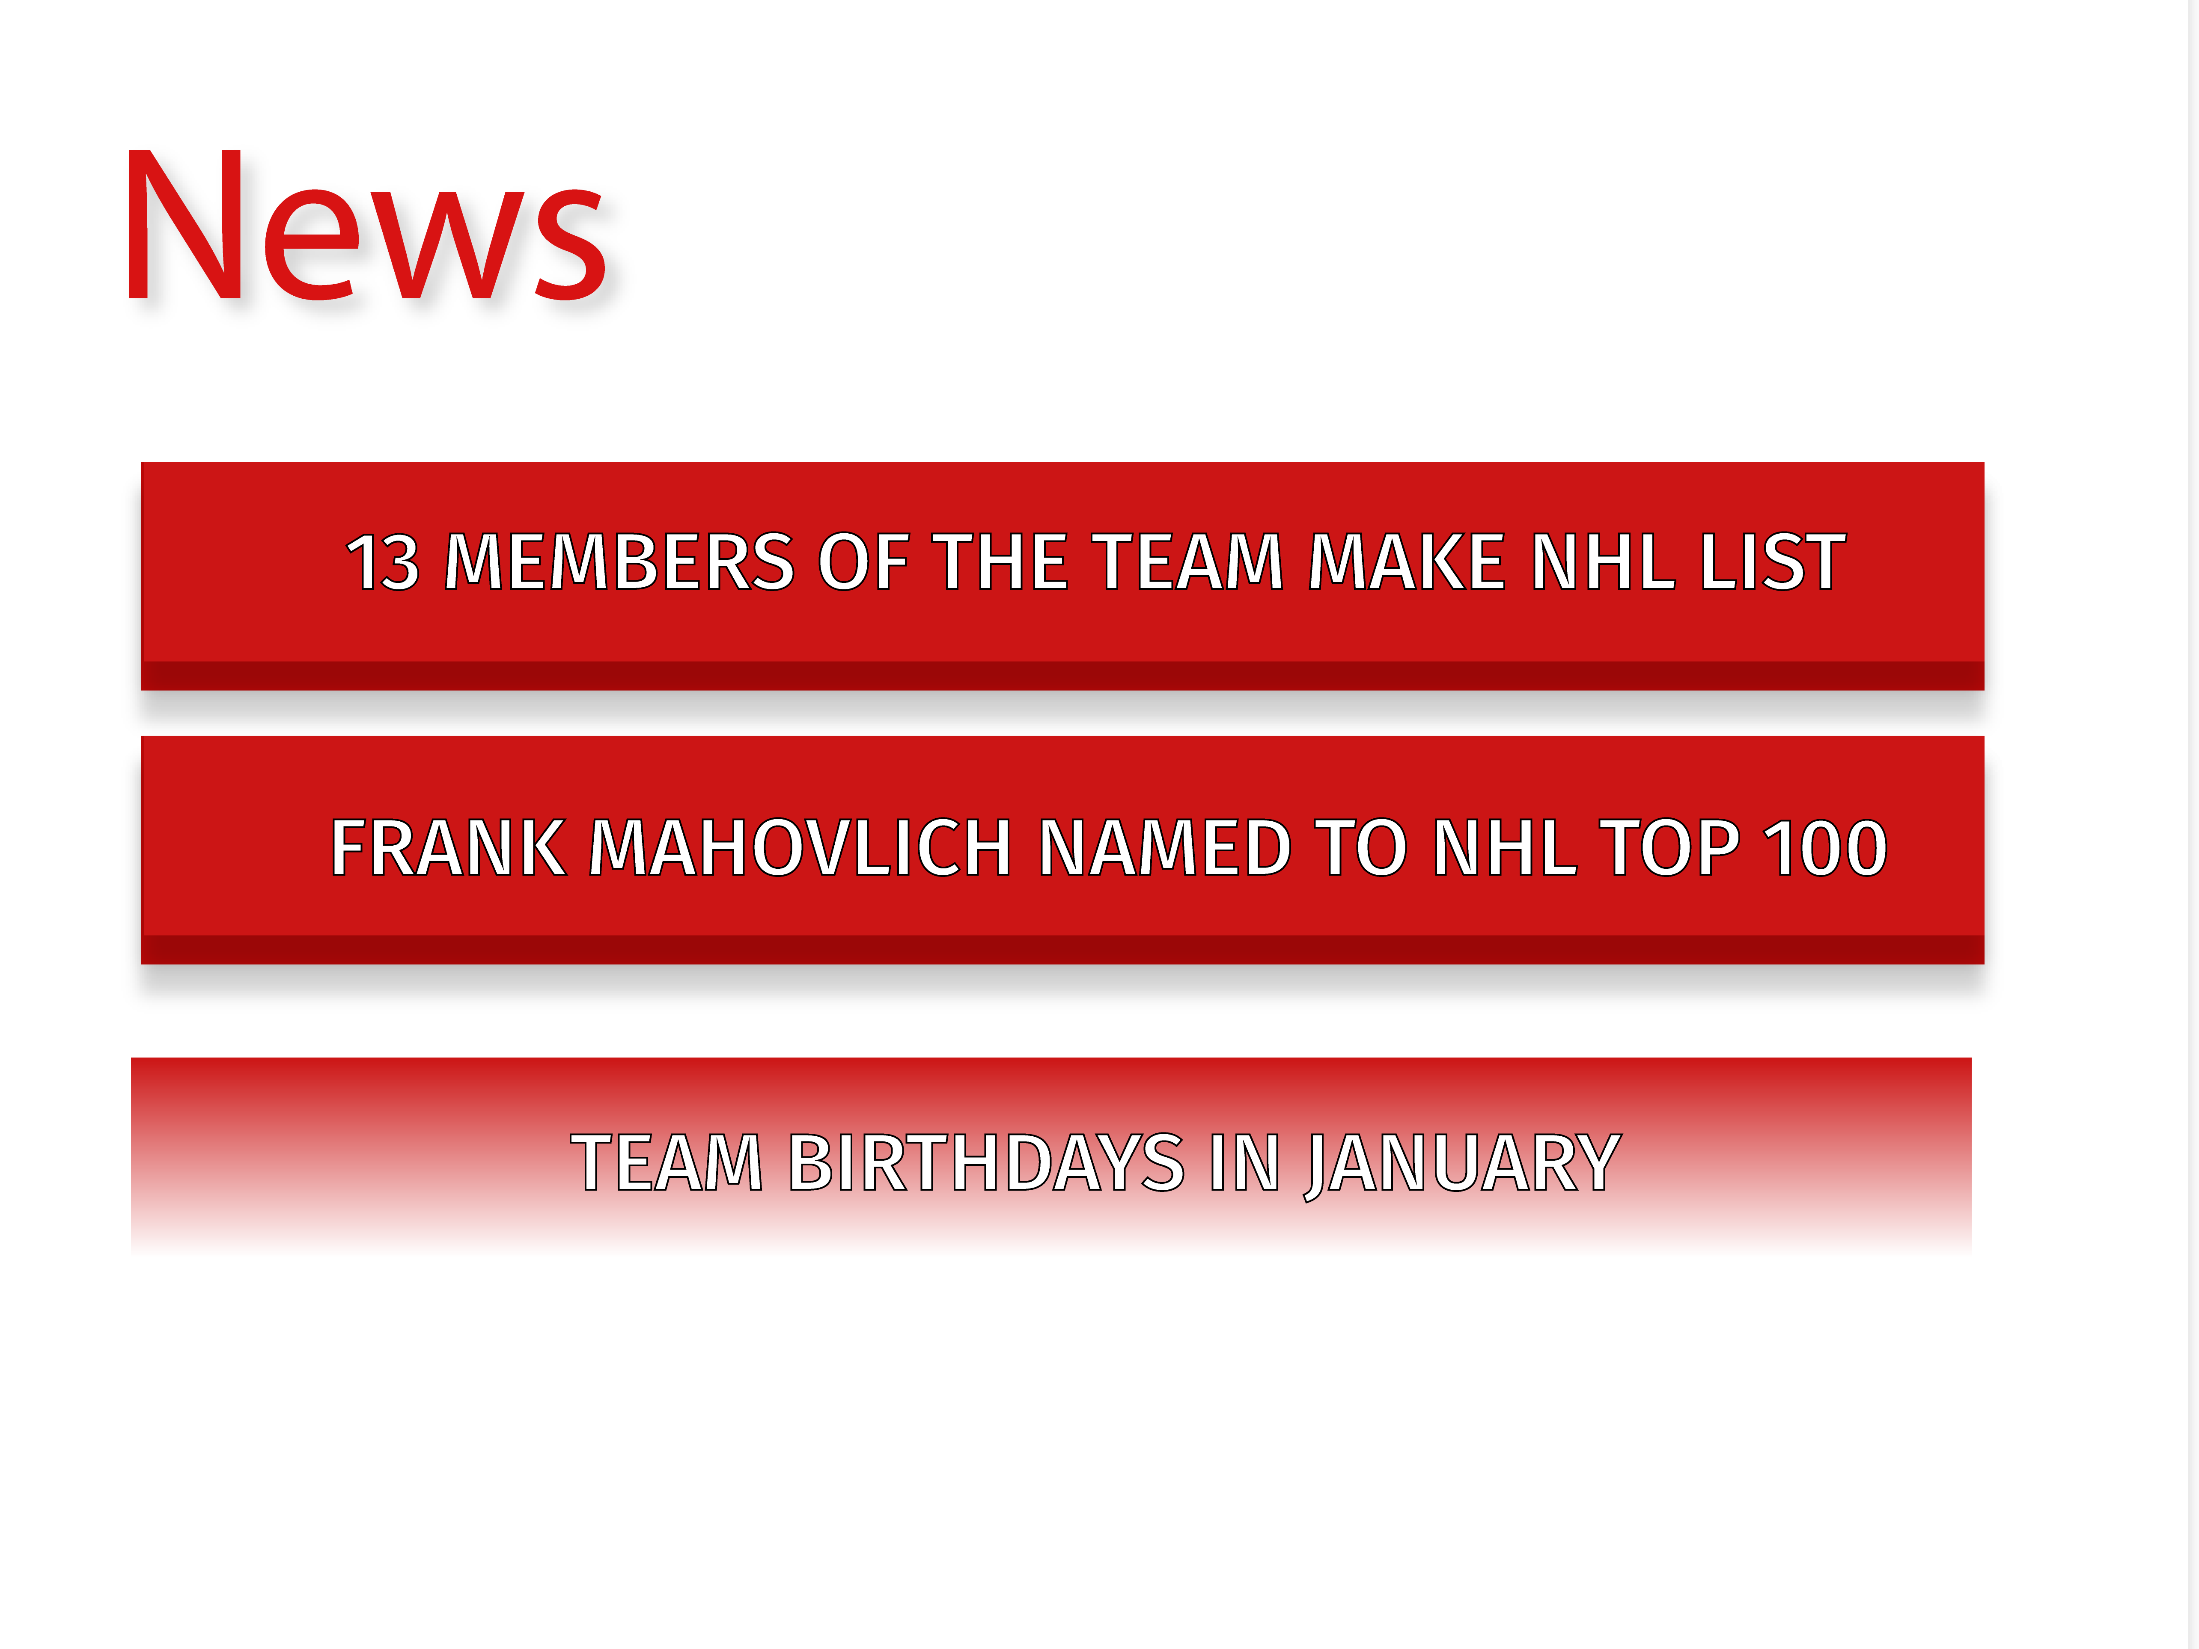 News
13 MEMBERS OF THE TEAM MAKE NHL LIST
FRANK MAHOVLICH NAMED TO NHL TOP 100
TEAM BIRTHDAYS IN JANUARY